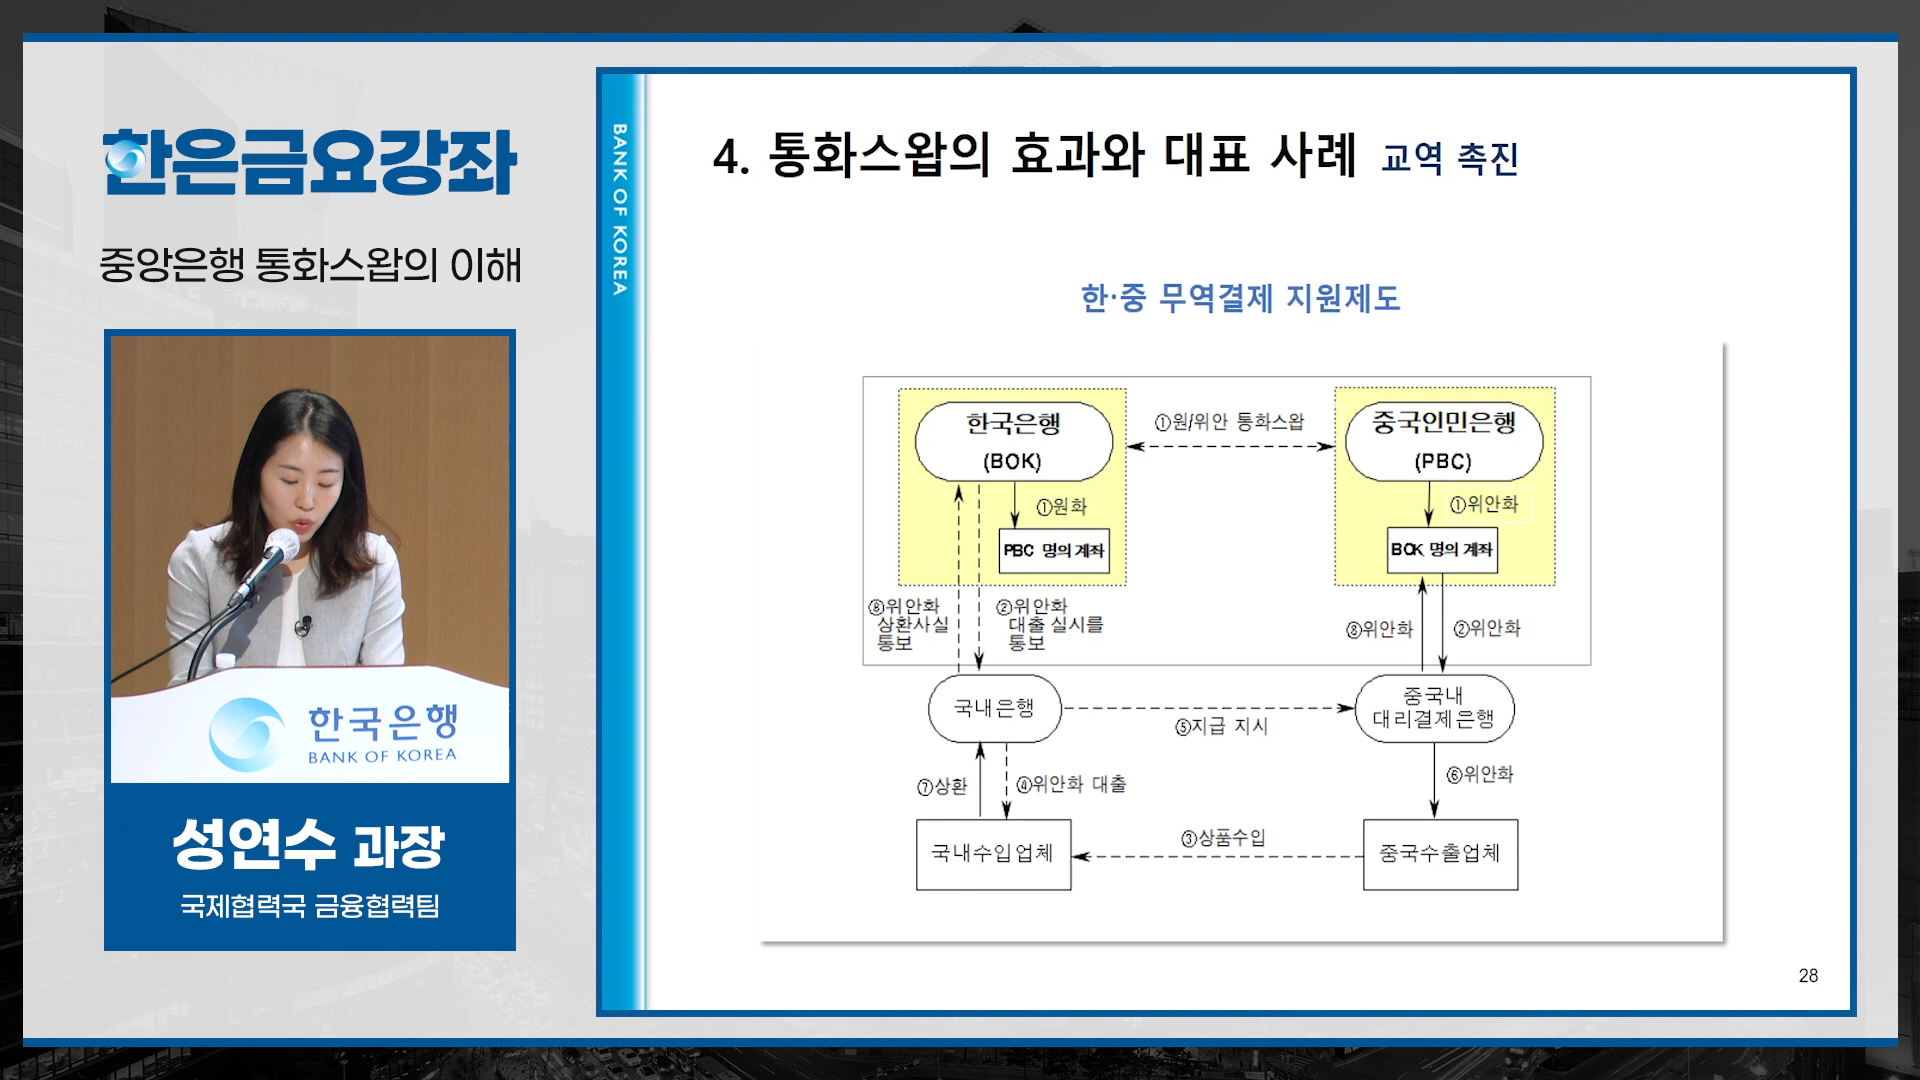 한은금요강좌
중앙은행 통화스왑의 이해
한국은행
BANK OF KOREA
성연수 과장
국제협력국 금융협력팀
BANK OF KOREA
4. 통화스왑의 효과와 대표 사례 교역 촉진
한·중 무역결제 지원제도
한국은행
(BOK)
①원/위안 통화스왑
중국인민은행
(PBC)
①원화
①위안화
PBC 명의 계좌
BOK 명의 계좌
⑧위안화
상환사실
통보
②위안화
대출 실시를
통보
⑧위안화
②위안화
국내은행
⑤지급 지시
중국내
대리결제은행
⑦상환
④위안화 대출
⑥위안화
국내수입업체
③상품수입
중국수출업체
28